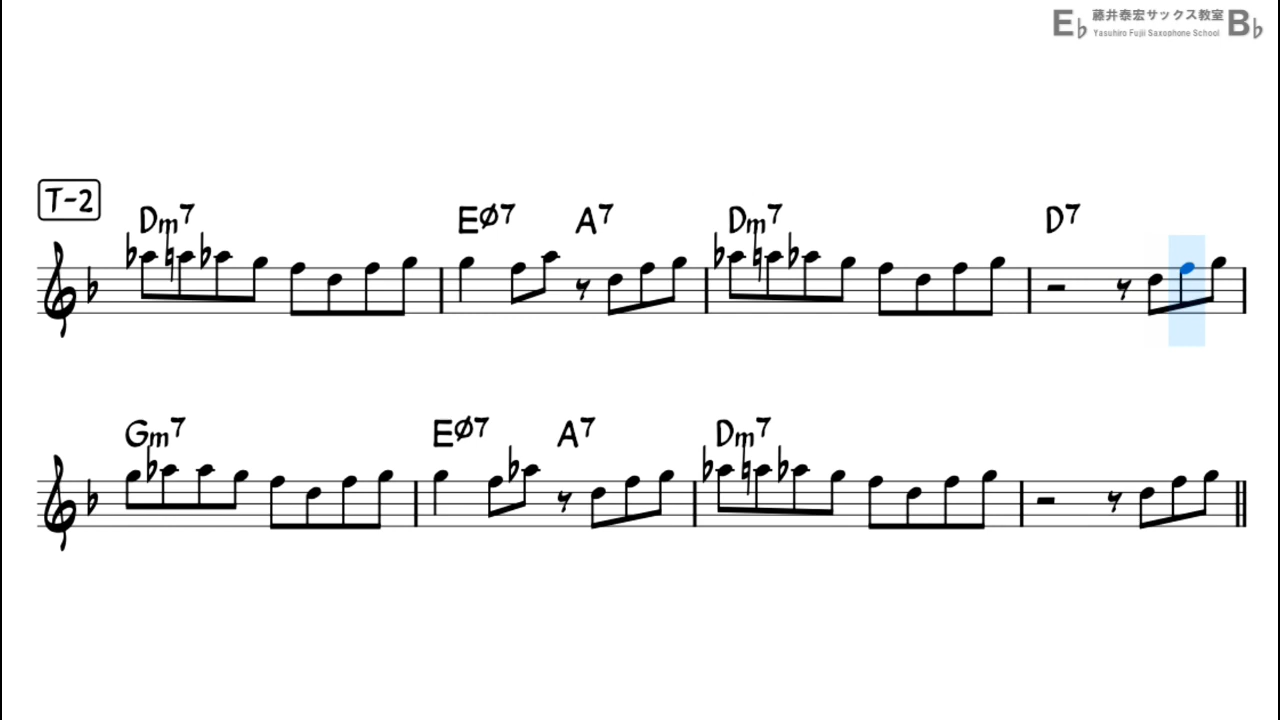 E♭ 藤井泰宏サックス教室 B♭
Yasuhiro Fujii Saxophone School
T-2
Dm7 EØ7 A7 Dm7 D7
Gm7 EØ7 A7 Dm7